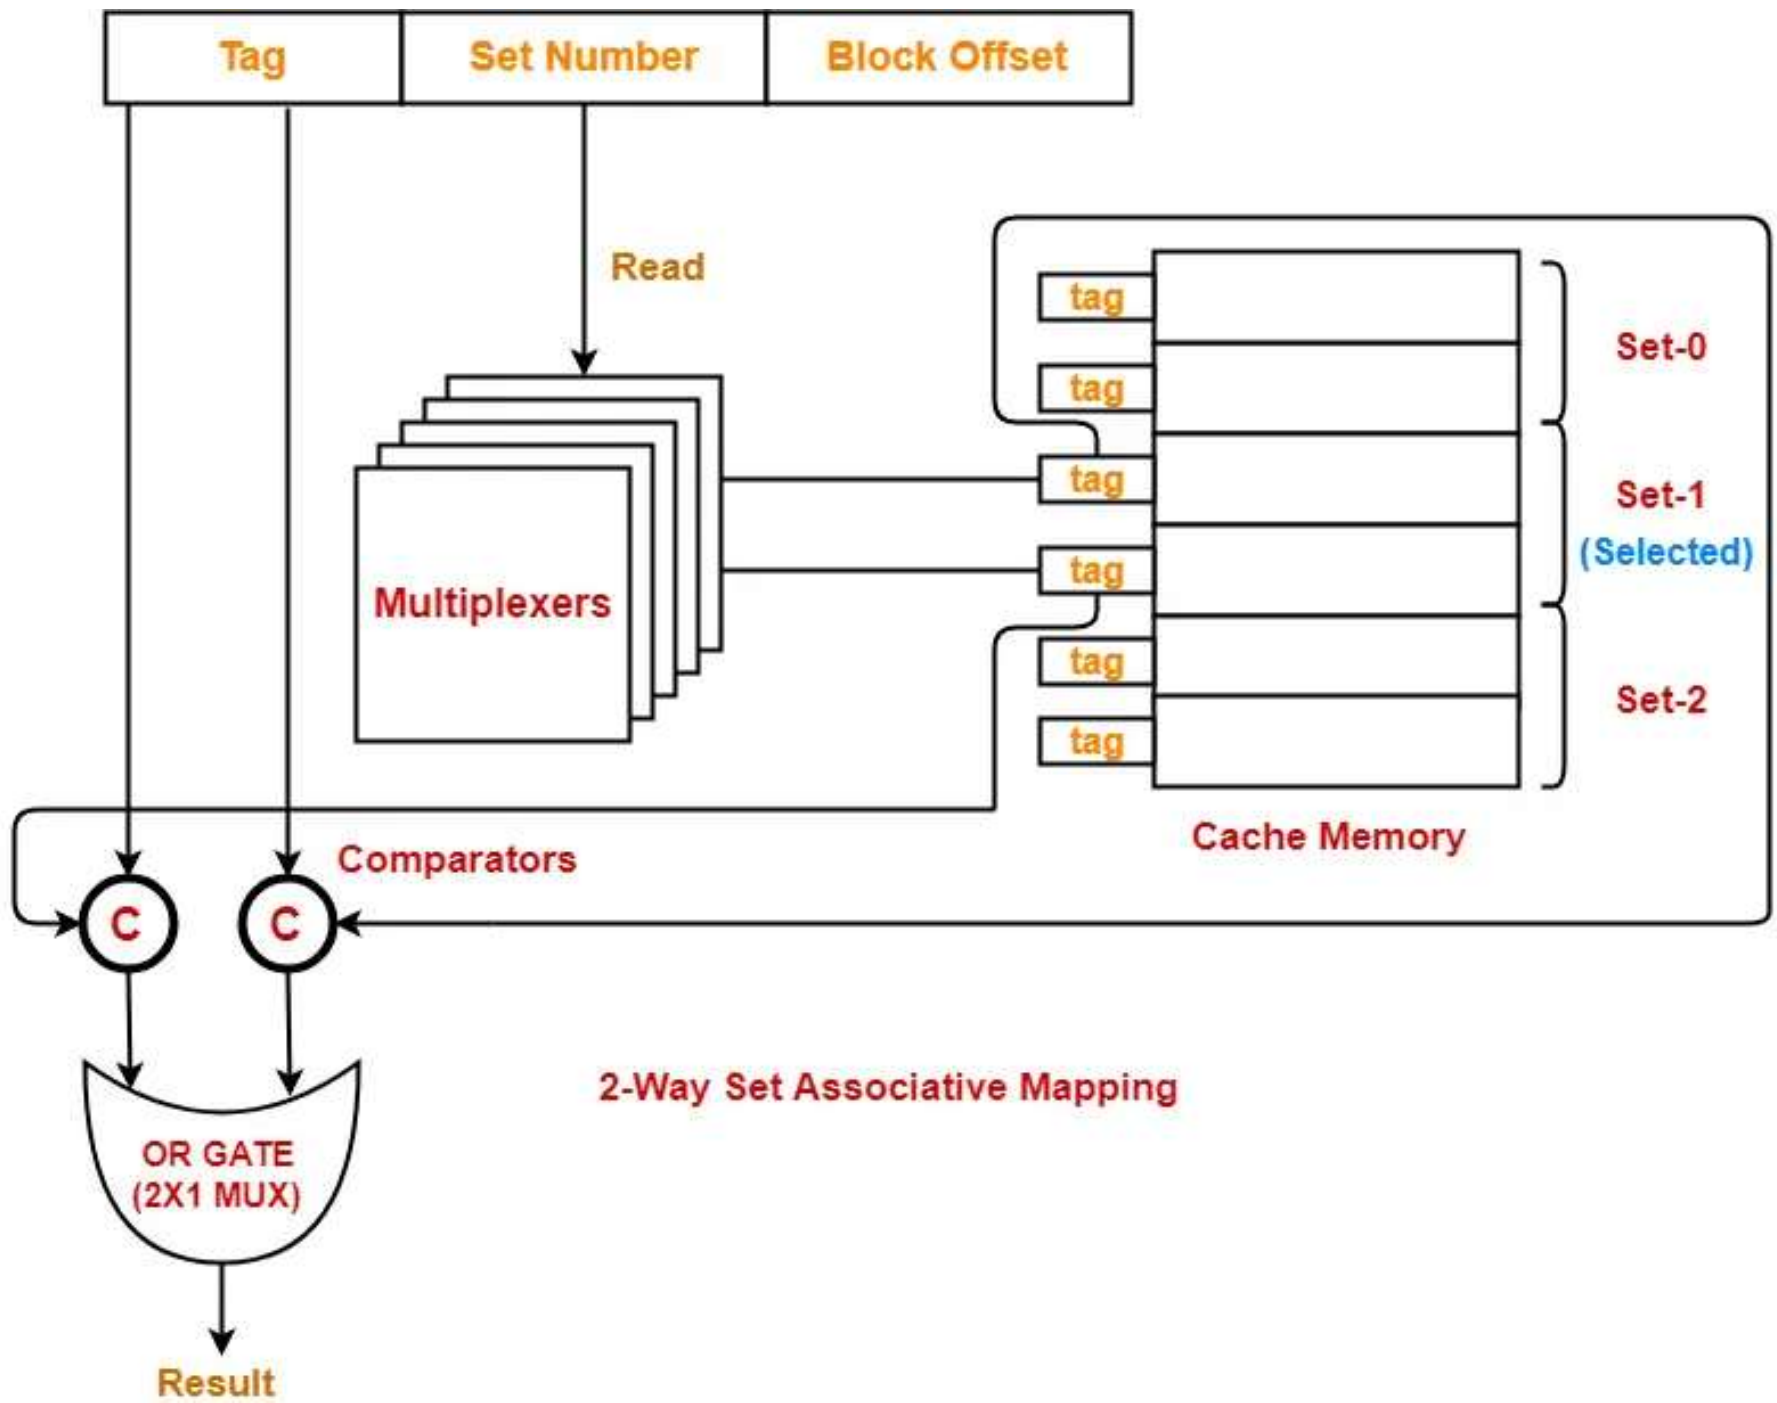 Tag
Set Number
Block Offset
Read
tag
tag
Set-0
tag
Set-1
(Selected)
tag
Multiplexers
tag
Set-2
tag
Cache Memory
Comparators
C
C
2-Way Set Associative Mapping
OR GATE
(2X1 MUX)
Result